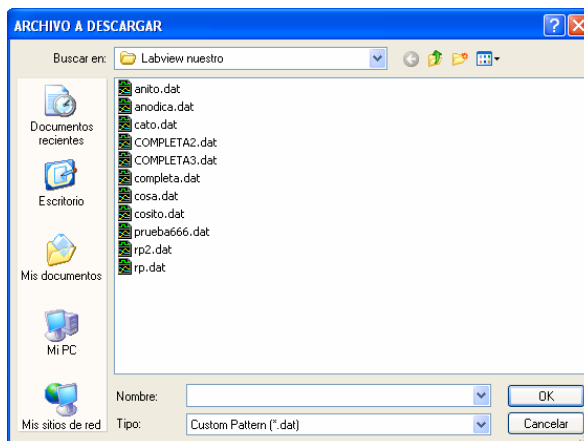 ARCHIVO A DESCARGAR
Buscar en: Labview nuestro
Documentos
recientes
Escritorio
Mis documentos
Mi PC
Mis sitios de red
anito.dat
anodica.dat
cato.dat
COMPLETA2.dat
COMPLETA3.dat
completa.dat
cosa.dat
cosito.dat
prueba666.dat
rp2.dat
rp.dat
Nombre: OK
Tipo: Custom Pattern (*.dat) Cancelar